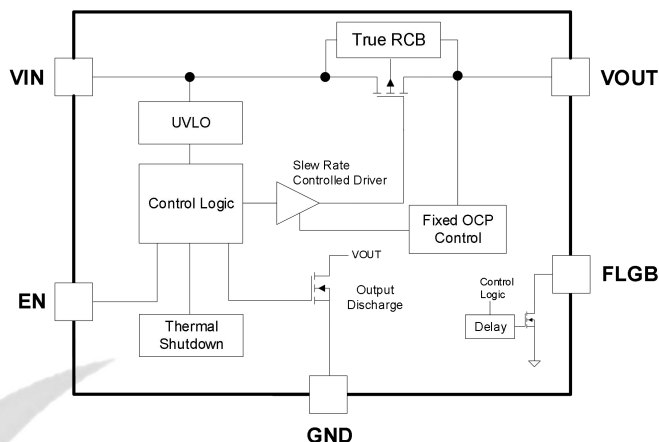 True RCB
VIN
VOUT
UVLO
Slew Rate
Controlled Driver
Control Logic
Fixed OCP
Control
VOUT
FLGB
Control
Logic
Output
Discharge
EN
Delay
Thermal
Shutdown
GND